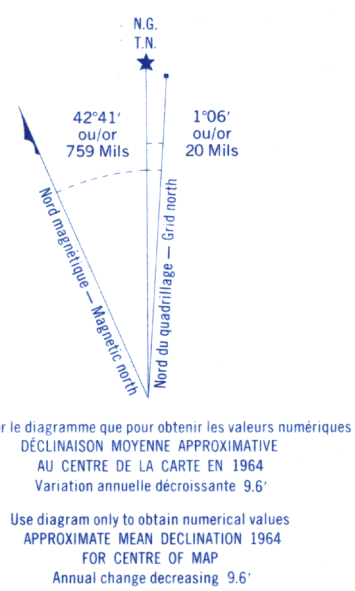 N.G.
T.N.
42°41′
ou/or
759 Mils
1°06′
ou/or
20 Mils
Nord magnétique — Magnetic north
Nord du quadrillage — Grid north
le diagramme que pour obtenir les valeurs numériques
DÉCLINAISON MOYENNE APPROXIMATIVE
AU CENTRE DE LA CARTE EN 1964
Variation annuelle décroissante 9.6′
Use diagram only to obtain numerical values
APPROXIMATE MEAN DECLINATION 1964
FOR CENTRE OF MAP
Annual change decreasing 9.6′